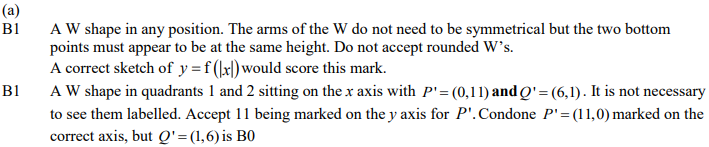 (a)
B1 A W shape in any position. The arms of the W do not need to be symmetrical but the two bottom
points must appear to be at the same height. Do not accept rounded W's.
A correct sketch of y = f(|x|) would score this mark.
B1 A W shape in quadrants 1 and 2 sitting on the x axis with P' = (0,11) and Q' = (6,1). It is not necessary
to see them labelled. Accept 11 being marked on the y axis for P'. Condone P' = (11,0) marked on the
correct axis, but Q' = (1,6) is B0